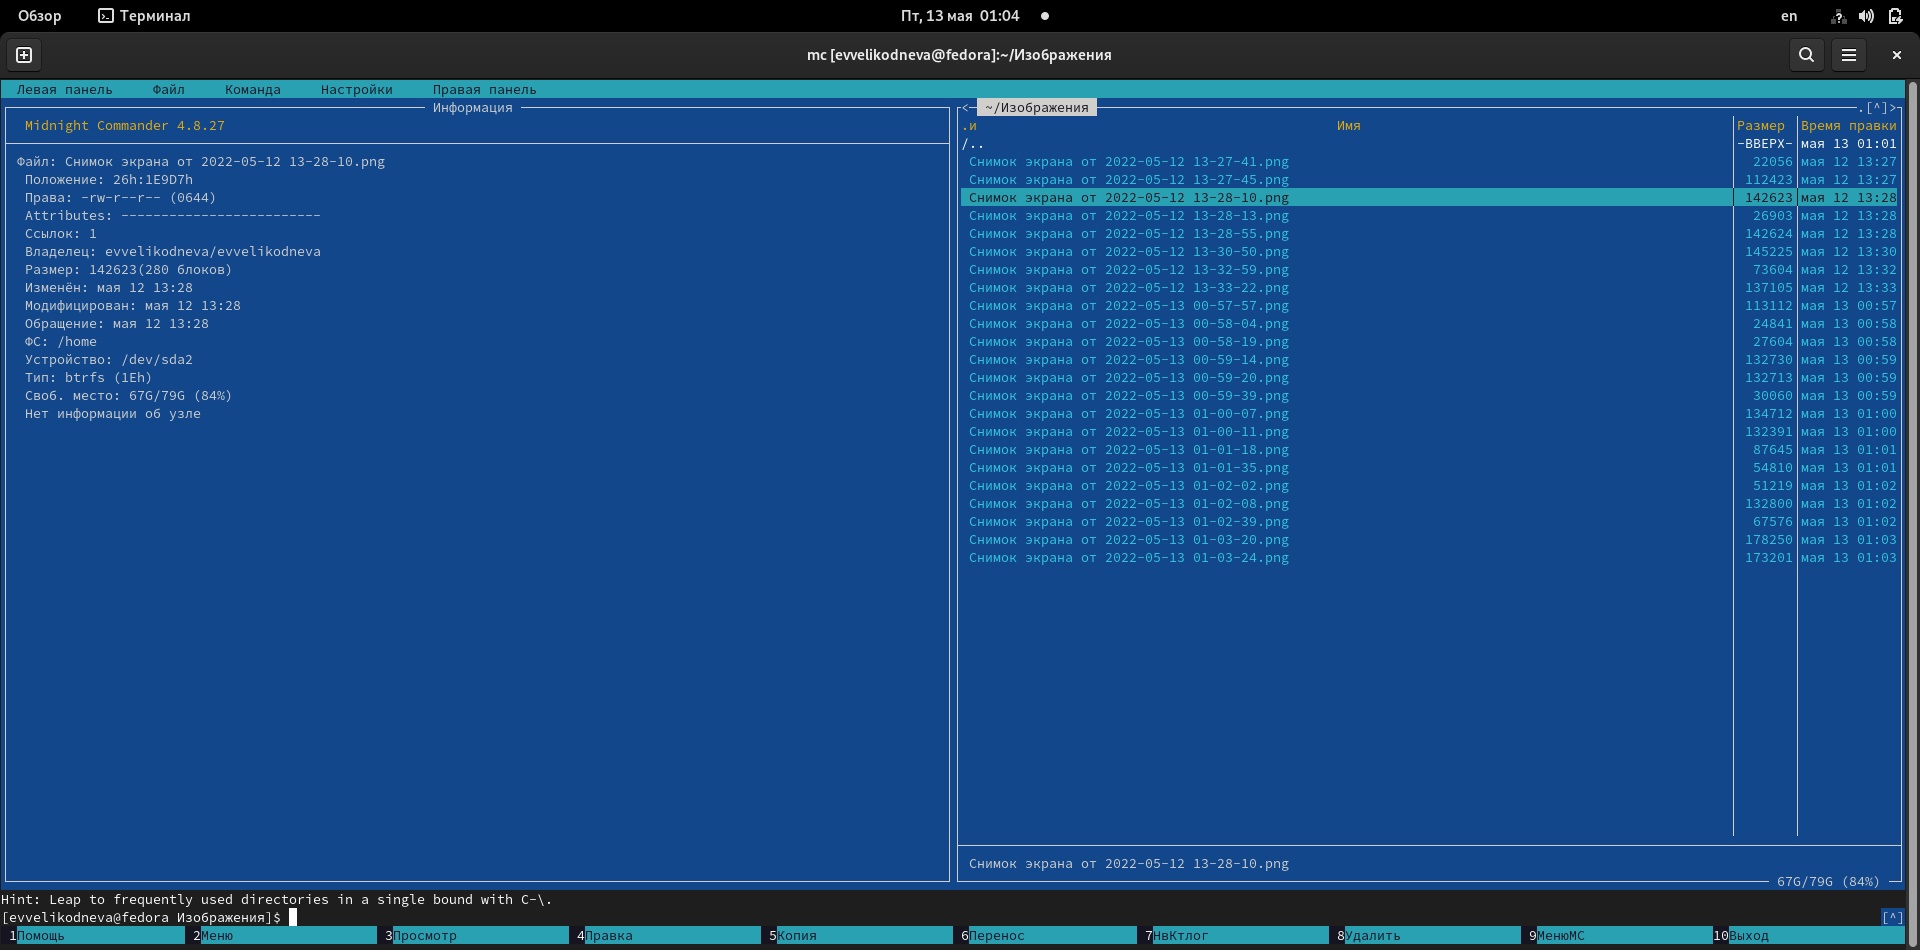 Обзор Терминал Пт, 13 мая 01:04 en
mc [evvelikodneva@fedora]:~/Изображения
Левая панель Файл Команда Настройки Правая панель
Информация
Midnight Commander 4.8.27
Файл: Снимок экрана от 2022-05-12 13-28-10.png
Положение: 26h:1E9D7h
Права: -rw-r--r-- (0644)
Attributes: -------------------------
Ссылок: 1
Владелец: evvelikodneva/evvelikodneva
Размер: 142623(280 блоков)
Изменён: мая 12 13:28
Модифицирован: мая 12 13:28
Обращение: мая 12 13:28
ФС: /home
Устройство: /dev/sda2
Тип: btrfs (1Eh)
Своб. место: 67G/79G (84%)
Нет информации об узле
<- ~/Изображения .[^]>
.и Имя Размер Время правки
/.. -ВВЕРХ- мая 13 01:01
Снимок экрана от 2022-05-12 13-27-41.png 22056 мая 12 13:27
Снимок экрана от 2022-05-12 13-27-45.png 112423 мая 12 13:27
Снимок экрана от 2022-05-12 13-28-10.png 142623 мая 12 13:28
Снимок экрана от 2022-05-12 13-28-13.png 26903 мая 12 13:28
Снимок экрана от 2022-05-12 13-28-55.png 142624 мая 12 13:28
Снимок экрана от 2022-05-12 13-30-50.png 145225 мая 12 13:30
Снимок экрана от 2022-05-12 13-32-59.png 73604 мая 12 13:32
Снимок экрана от 2022-05-12 13-33-22.png 137105 мая 12 13:33
Снимок экрана от 2022-05-13 00-57-57.png 113112 мая 13 00:57
Снимок экрана от 2022-05-13 00-58-04.png 24841 мая 13 00:58
Снимок экрана от 2022-05-13 00-58-19.png 27604 мая 13 00:58
Снимок экрана от 2022-05-13 00-59-14.png 132730 мая 13 00:59
Снимок экрана от 2022-05-13 00-59-20.png 132713 мая 13 00:59
Снимок экрана от 2022-05-13 00-59-39.png 30060 мая 13 00:59
Снимок экрана от 2022-05-13 01-00-07.png 134712 мая 13 01:00
Снимок экрана от 2022-05-13 01-00-11.png 132391 мая 13 01:00
Снимок экрана от 2022-05-13 01-01-18.png 87645 мая 13 01:01
Снимок экрана от 2022-05-13 01-01-35.png 54810 мая 13 01:01
Снимок экрана от 2022-05-13 01-02-02.png 51219 мая 13 01:02
Снимок экрана от 2022-05-13 01-02-08.png 132800 мая 13 01:02
Снимок экрана от 2022-05-13 01-02-39.png 67576 мая 13 01:02
Снимок экрана от 2022-05-13 01-03-20.png 178250 мая 13 01:03
Снимок экрана от 2022-05-13 01-03-24.png 173201 мая 13 01:03
Снимок экрана от 2022-05-12 13-28-10.png
67G/79G (84%)
Hint: Leap to frequently used directories in a single bound with C-\.
[evvelikodneva@fedora Изображения]$ [^]
1Помощь 2Меню 3Просмотр 4Правка 5Копия 6Перенос 7НвКтлог 8Удалить 9МенюMC 10Выход